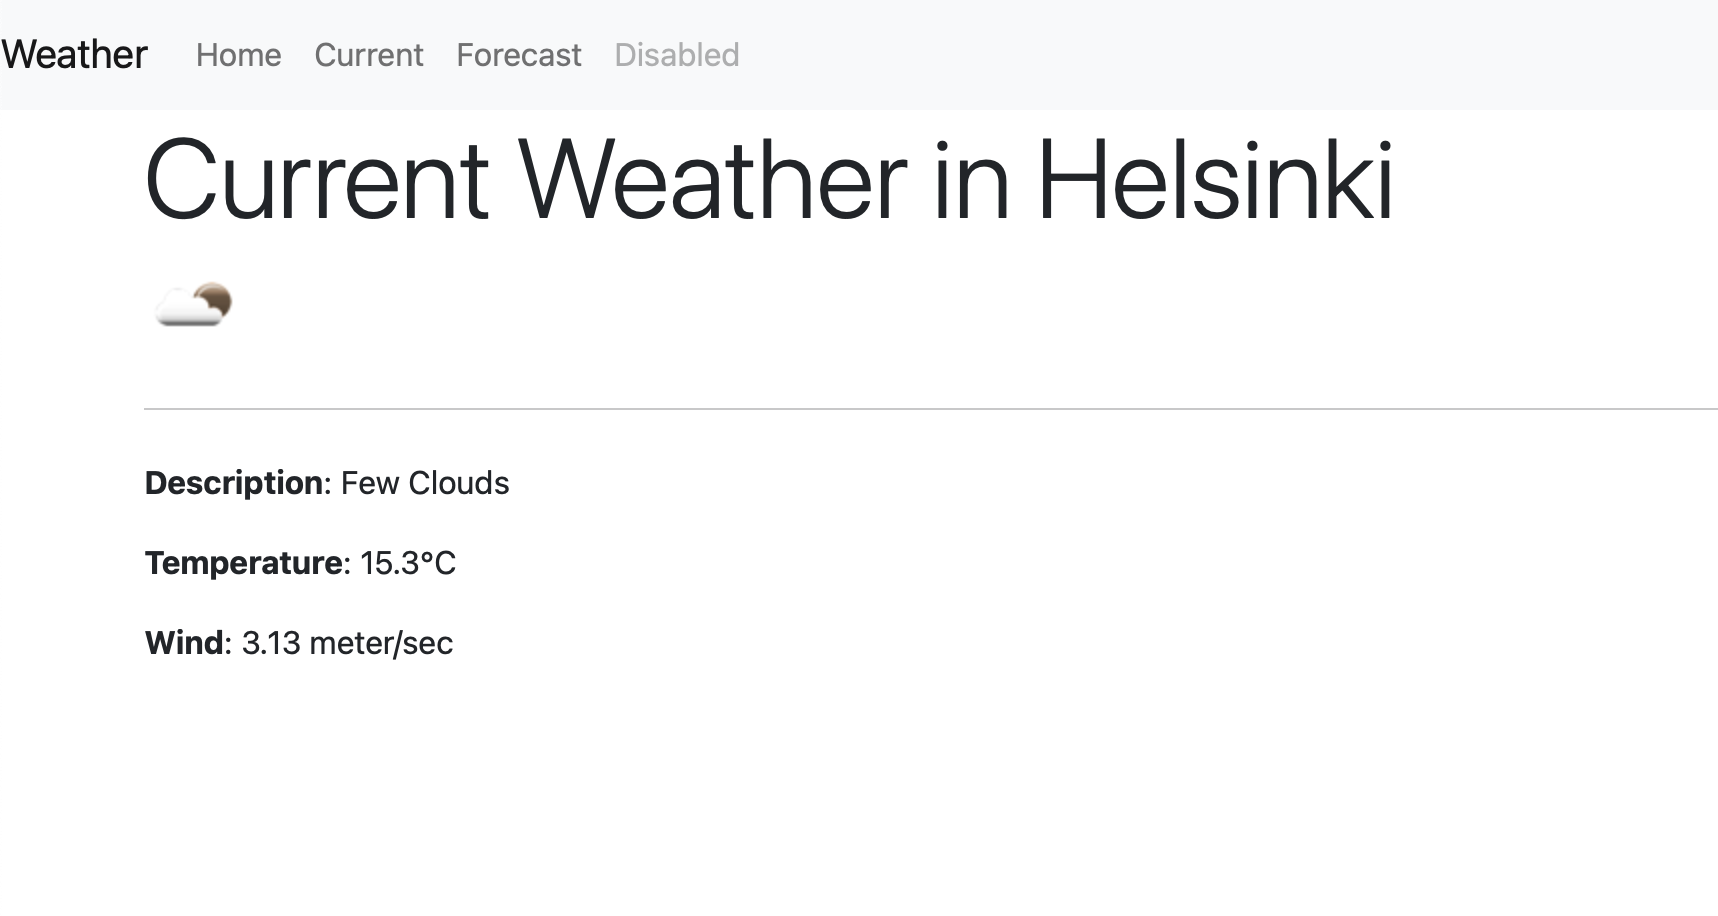 Weather Home Current Forecast Disabled
Current Weather in Helsinki
Description: Few Clouds
Temperature: 15.3°C
Wind: 3.13 meter/sec